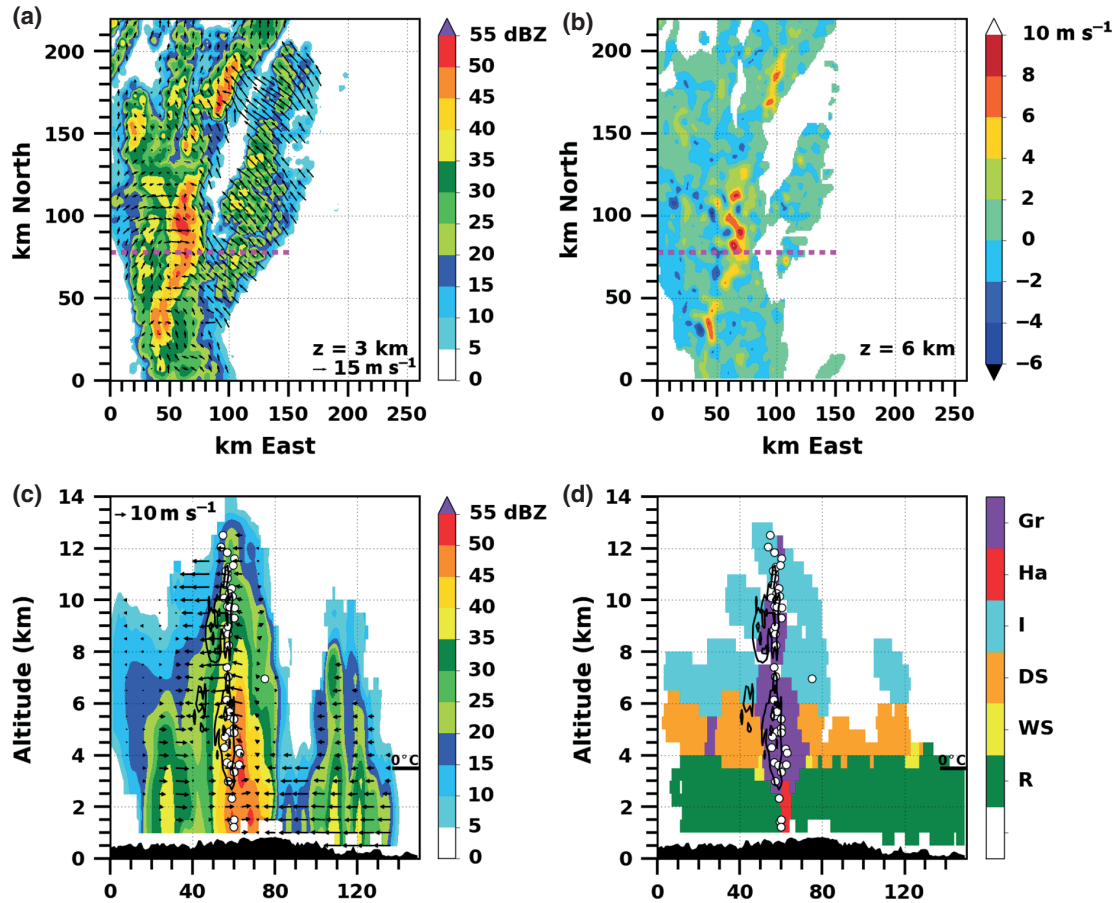 (a)
200
150
100
50
0
km North
0 50 100 150 200 250
km East
z = 3 km
→ 15 m s⁻¹
55 dBZ
50
45
40
35
30
25
20
15
10
5
0
(b)
200
150
100
50
0
km North
0 50 100 150 200 250
km East
z = 6 km
10 m s⁻¹
8
6
4
2
0
−2
−4
−6
(c)
14
12
10
8
6
4
2
0
Altitude (km)
→10 m s⁻¹
0°C
0 40 80 120
55 dBZ
50
45
40
35
30
25
20
15
10
5
0
(d)
14
12
10
8
6
4
2
0
Altitude (km)
0°C
0 40 80 120
Gr
Ha
I
DS
WS
R